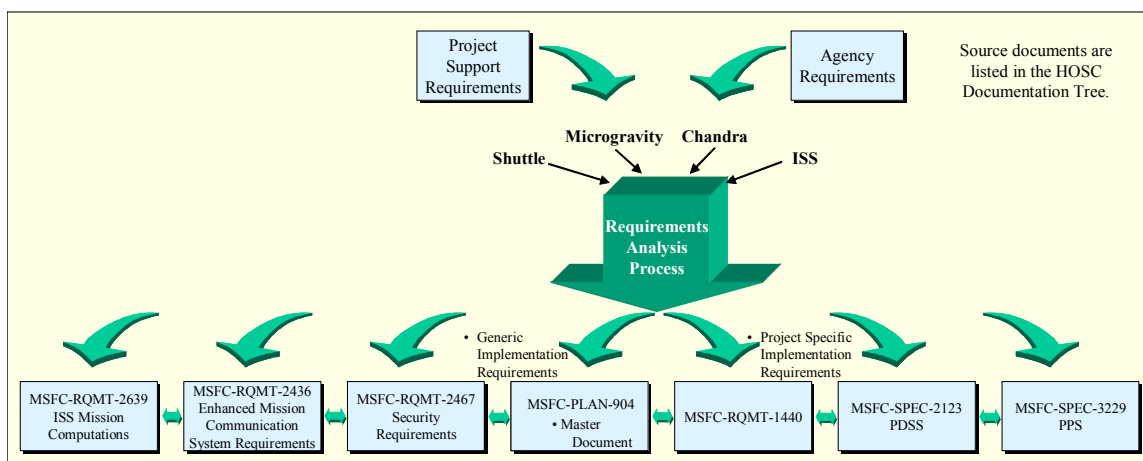 Project
Support
Requirements
Agency
Requirements
Source documents are
listed in the HOSC
Documentation Tree.
Microgravity
Chandra
Shuttle
ISS
Requirements
Analysis
Process
• Generic
Implementation
Requirements
• Project Specific
Implementation
Requirements
MSFC-RQMT-2639
ISS Mission
Computations
MSFC-RQMT-2436
Enhanced Mission
Communication
System Requirements
MSFC-RQMT-2467
Security
Requirements
MSFC-PLAN-904
• Master
Document
MSFC-RQMT-1440
MSFC-SPEC-2123
PDSS
MSFC-SPEC-3229
PPS